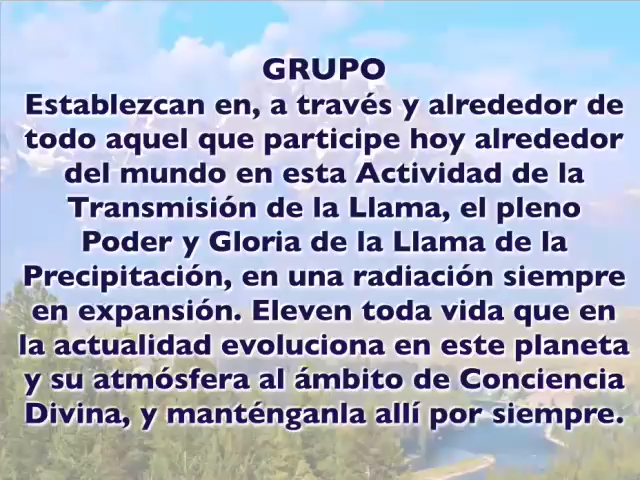 GRUPO
Establezcan en, a través y alrededor de
todo aquel que participe hoy alrededor
del mundo en esta Actividad de la
Transmisión de la Llama, el pleno
Poder y Gloria de la Llama de la
Precipitación, en una radiación siempre
en expansión. Eleven toda vida que en
la actualidad evoluciona en este planeta
y su atmósfera al ámbito de Conciencia
Divina, y manténganla allí por siempre.